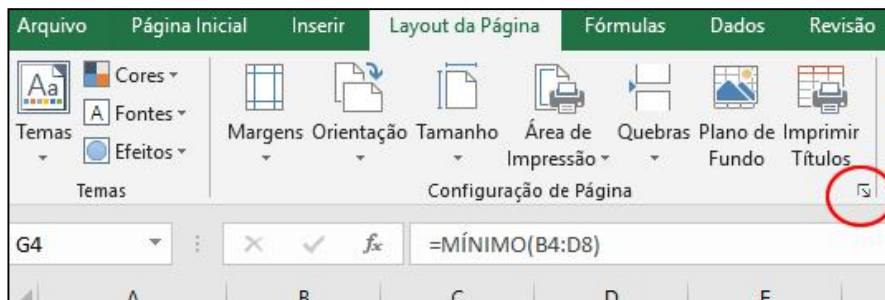 Arquivo Página Inicial Inserir Layout da Página Fórmulas Dados Revisão
Aa Cores
A Fontes
Efeitos
Temas Margens Orientação Tamanho Área de Impressão Quebras Plano de Fundo Imprimir Títulos
Temas Configuração de Página
G4 fx =MÍNIMO(B4:D8)
A B C D E